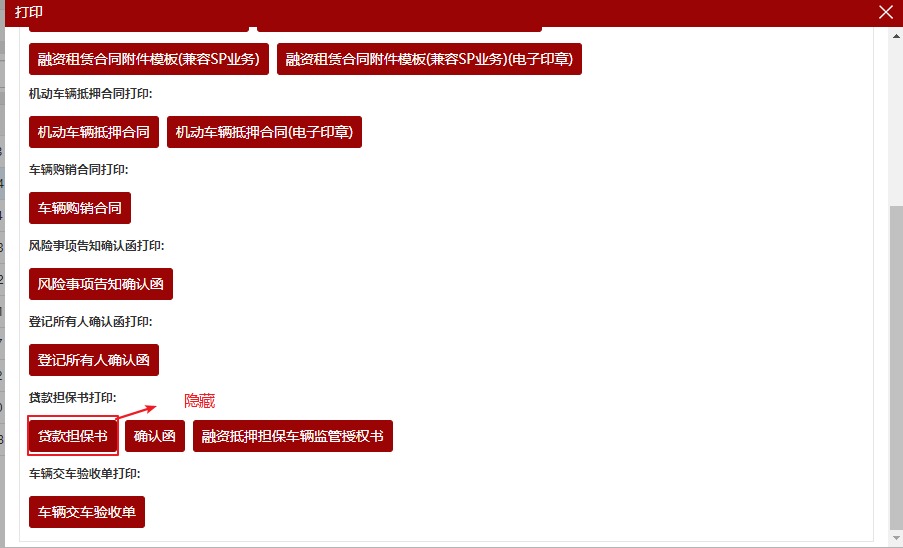 打印
融资租赁合同附件模板(兼容SP业务) 融资租赁合同附件模板(兼容SP业务)(电子印章)
机动车辆抵押合同打印:
机动车辆抵押合同 机动车辆抵押合同(电子印章)
车辆购销合同打印:
车辆购销合同
风险事项告知确认函打印:
风险事项告知确认函
登记所有人确认函打印:
登记所有人确认函
贷款担保书打印:
隐藏
贷款担保书 确认函 融资抵押担保车辆监管授权书
车辆交车验收单打印:
车辆交车验收单